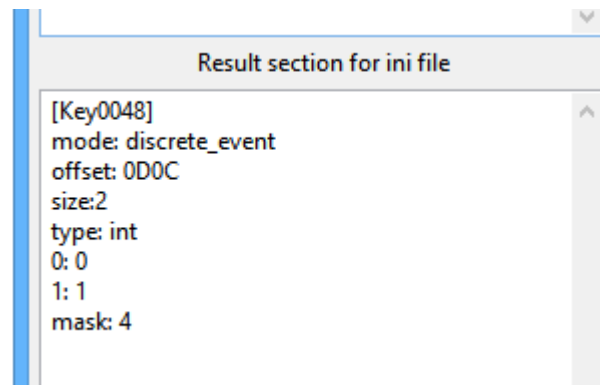 Result section for ini file
[Key0048]
mode: discrete_event
offset: 0D0C
size:2
type: int
0: 0
1: 1
mask: 4